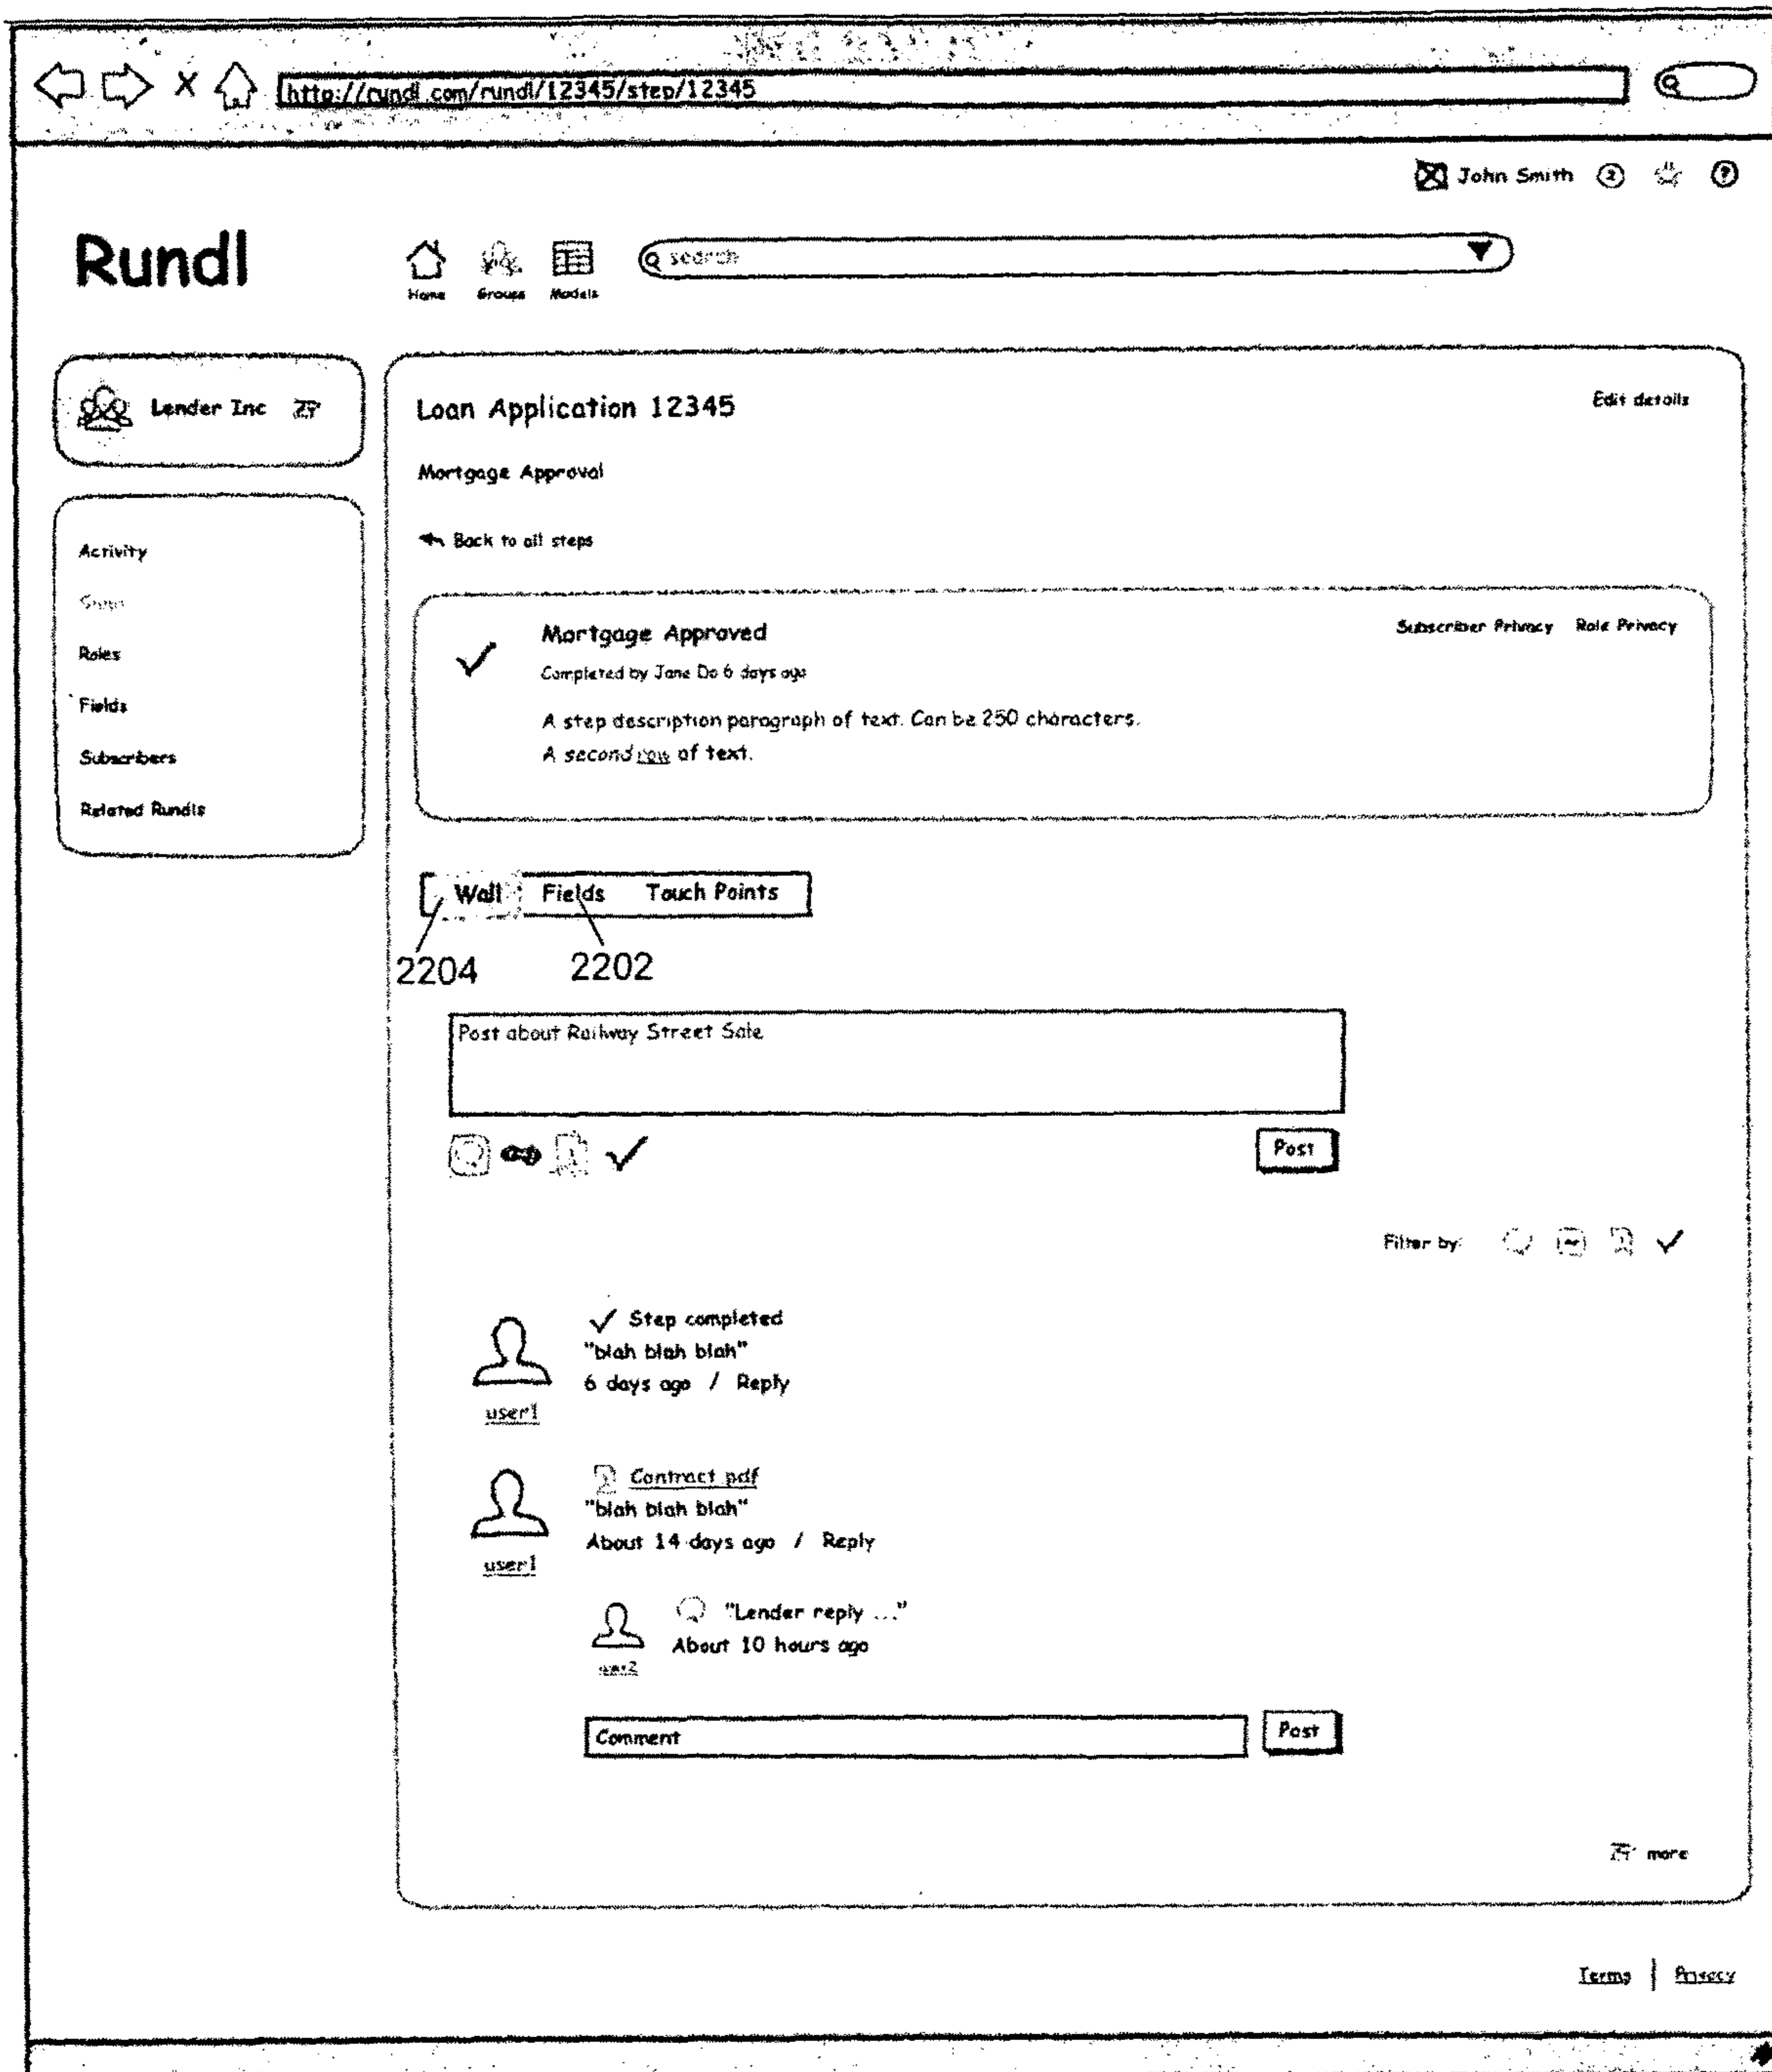 http://rundl.com/rundl/12345/step/12345
John Smith 2 ?
Rundl
Home Groups Models
search
Lender Inc
Activity
Steps
Roles
Fields
Subscribers
Related Rundls
Loan Application 12345
Edit details
Mortgage Approval
Back to all steps
Mortgage Approved
Subscriber Privacy Role Privacy
Completed by Jane Do 6 days ago
A step description paragraph of text. Can be 250 characters.
A second row of text.
Wall Fields Touch Points
2204 2202
Post about Railway Street Sale
Post
Filter by:
Step completed
"blah blah blah"
6 days ago / Reply
user1
Contract.pdf
"blah blah blah"
About 14 days ago / Reply
user1
"Lender reply ..."
About 10 hours ago
user2
Comment
Post
more
Terms | Privacy